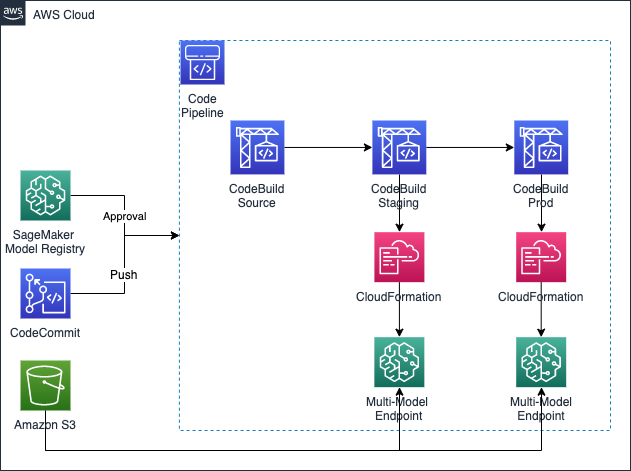 aws
AWS Cloud
Code
Pipeline
CodeBuild
Source
CodeBuild
Staging
CodeBuild
Prod
SageMaker
Model Registry
Approval
Push
CodeCommit
CloudFormation
CloudFormation
Amazon S3
Multi-Model
Endpoint
Multi-Model
Endpoint